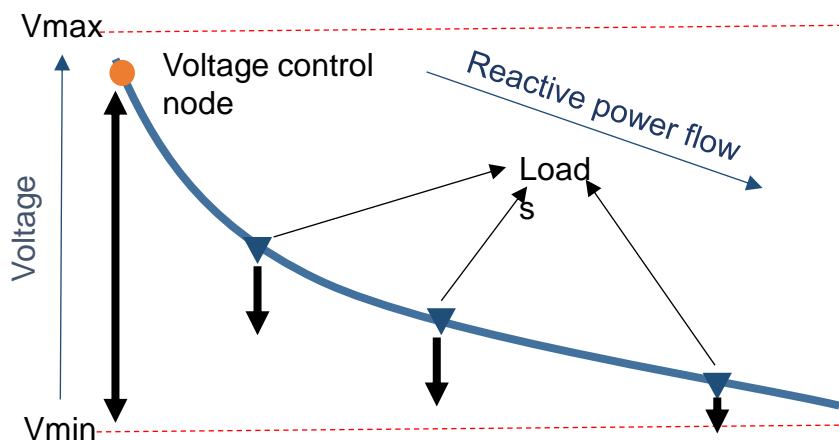 Vmax
Voltage control
node
Reactive power flow
Load
s
Voltage
Vmin